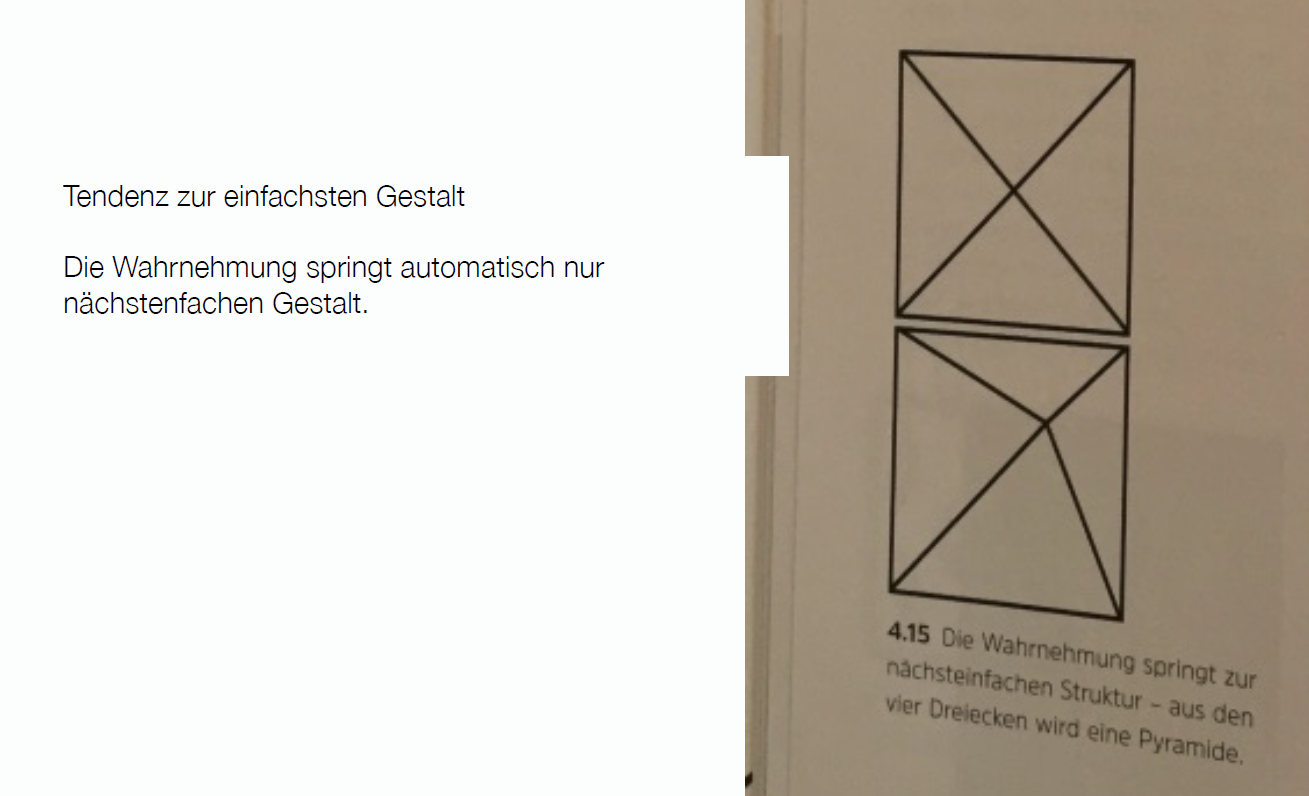 Tendenz zur einfachsten Gestalt
Die Wahrnehmung springt automatisch nur
nächstenfachen Gestalt.
4.15 Die Wahrnehmung springt zur
nächsteinfachen Struktur – aus den
vier Dreiecken wird eine Pyramide.